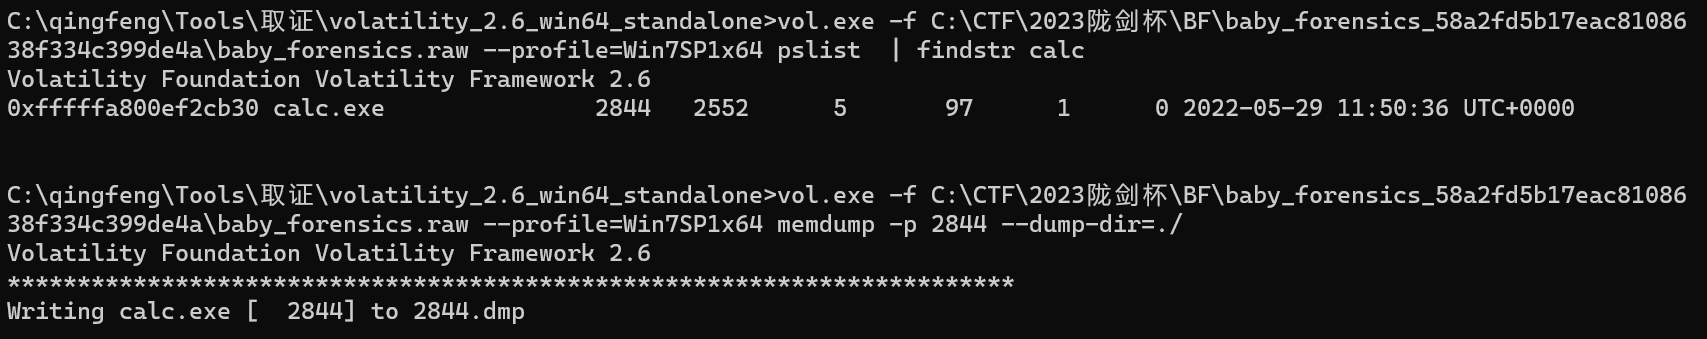 C:\qingfeng\Tools\取证\volatility_2.6_win64_standalone>vol.exe -f C:\CTF\2023陇剑杯\BF\baby_forensics_58a2fd5b17eac81086
38f334c399de4a\baby_forensics.raw --profile=Win7SP1x64 pslist  | findstr calc
Volatility Foundation Volatility Framework 2.6
0xfffffa800ef2cb30 calc.exe               2844   2552      5       97      1      0 2022-05-29 11:50:36 UTC+0000
C:\qingfeng\Tools\取证\volatility_2.6_win64_standalone>vol.exe -f C:\CTF\2023陇剑杯\BF\baby_forensics_58a2fd5b17eac81086
38f334c399de4a\baby_forensics.raw --profile=Win7SP1x64 memdump -p 2844 --dump-dir=./
Volatility Foundation Volatility Framework 2.6
************************************************************************
Writing calc.exe [  2844] to 2844.dmp